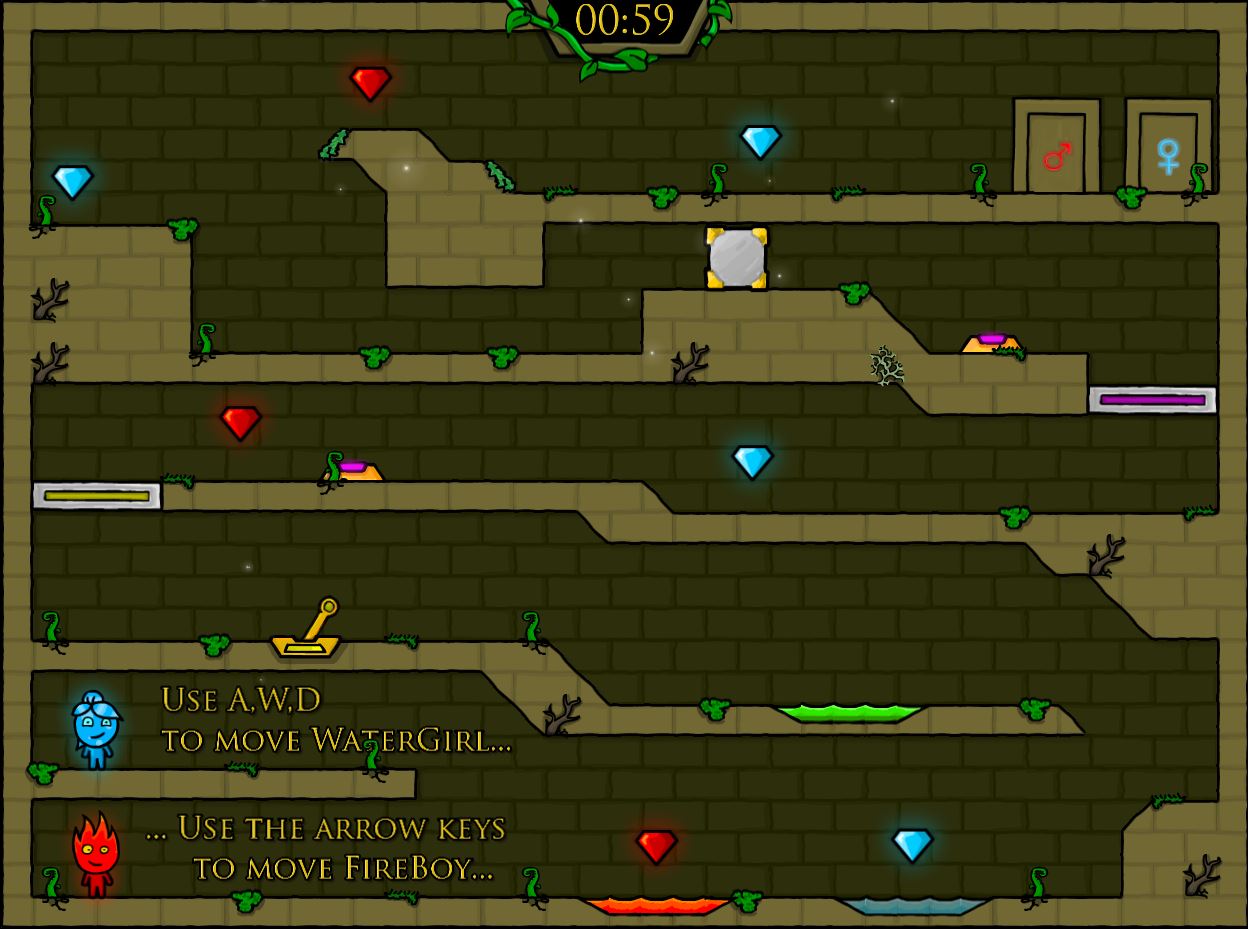 00:59
Use A,W,D
to move WaterGirl...
... Use the arrow keys
to move FireBoy...